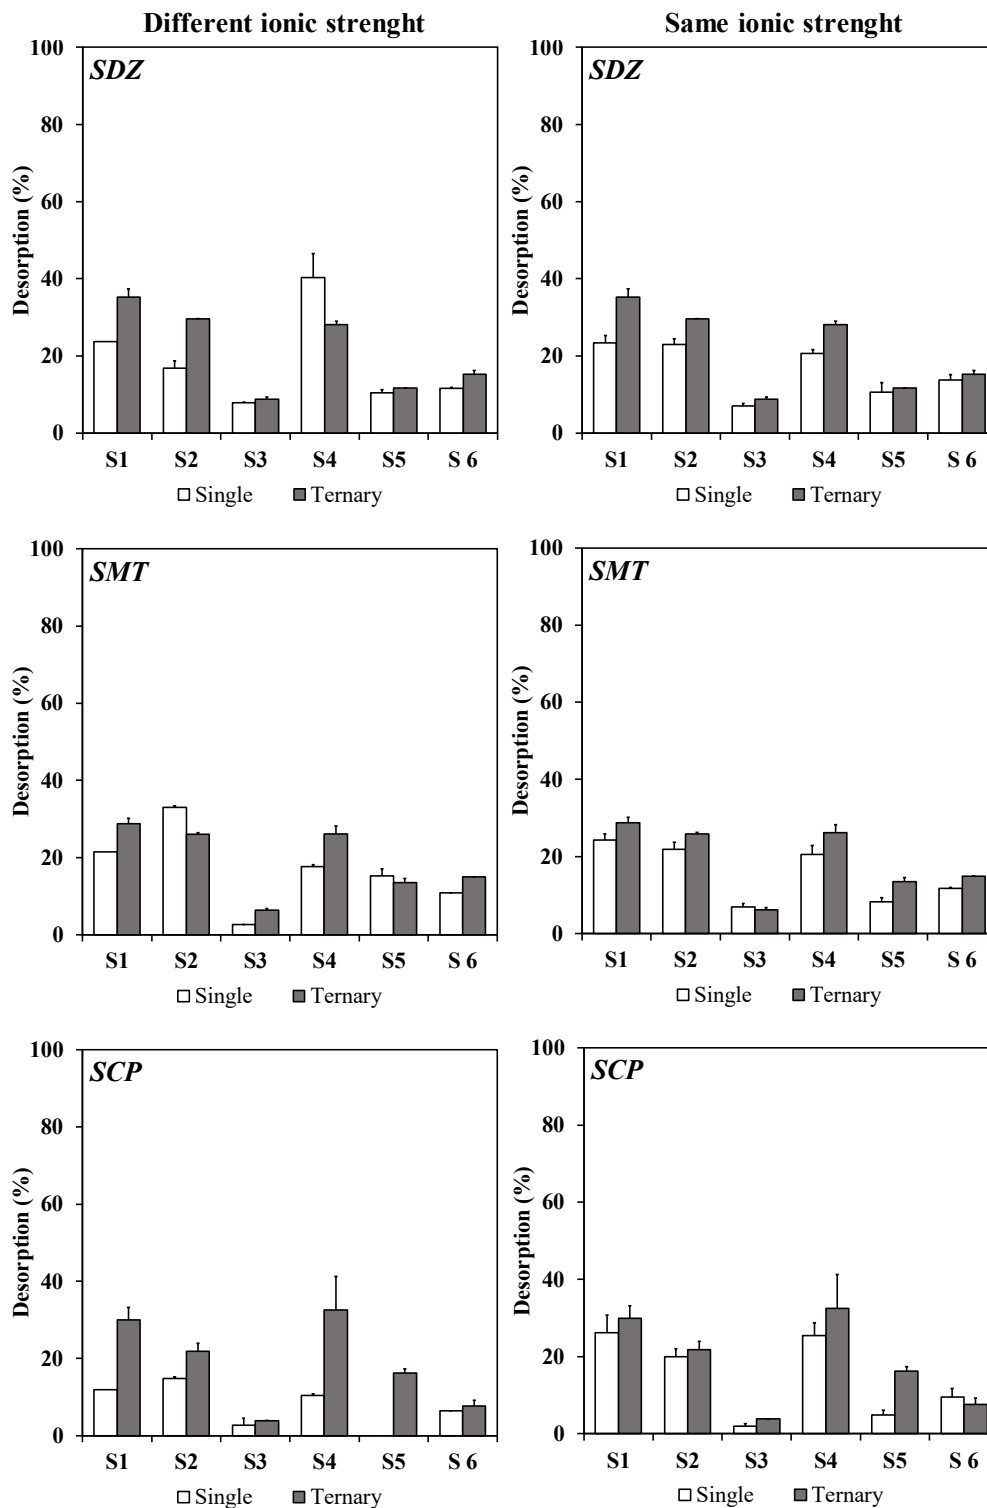 Different ionic strenght
Same ionic strenght
SDZ
100
80
60
40
20
0
Desorption (%)
S1 S2 S3 S4 S5 S 6
Single Ternary
SDZ
100
80
60
40
20
0
Desorption (%)
S1 S2 S3 S4 S5 S 6
Single Ternary
SMT
100
80
60
40
20
0
Desorption (%)
S1 S2 S3 S4 S5 S 6
Single Ternary
SMT
100
80
60
40
20
0
Desorption (%)
S1 S2 S3 S4 S5 S 6
Single Ternary
SCP
100
80
60
40
20
0
Desorption (%)
S1 S2 S3 S4 S5 S 6
Single Ternary
SCP
100
80
60
40
20
0
Desorption (%)
S1 S2 S3 S4 S5 S 6
Single Ternary